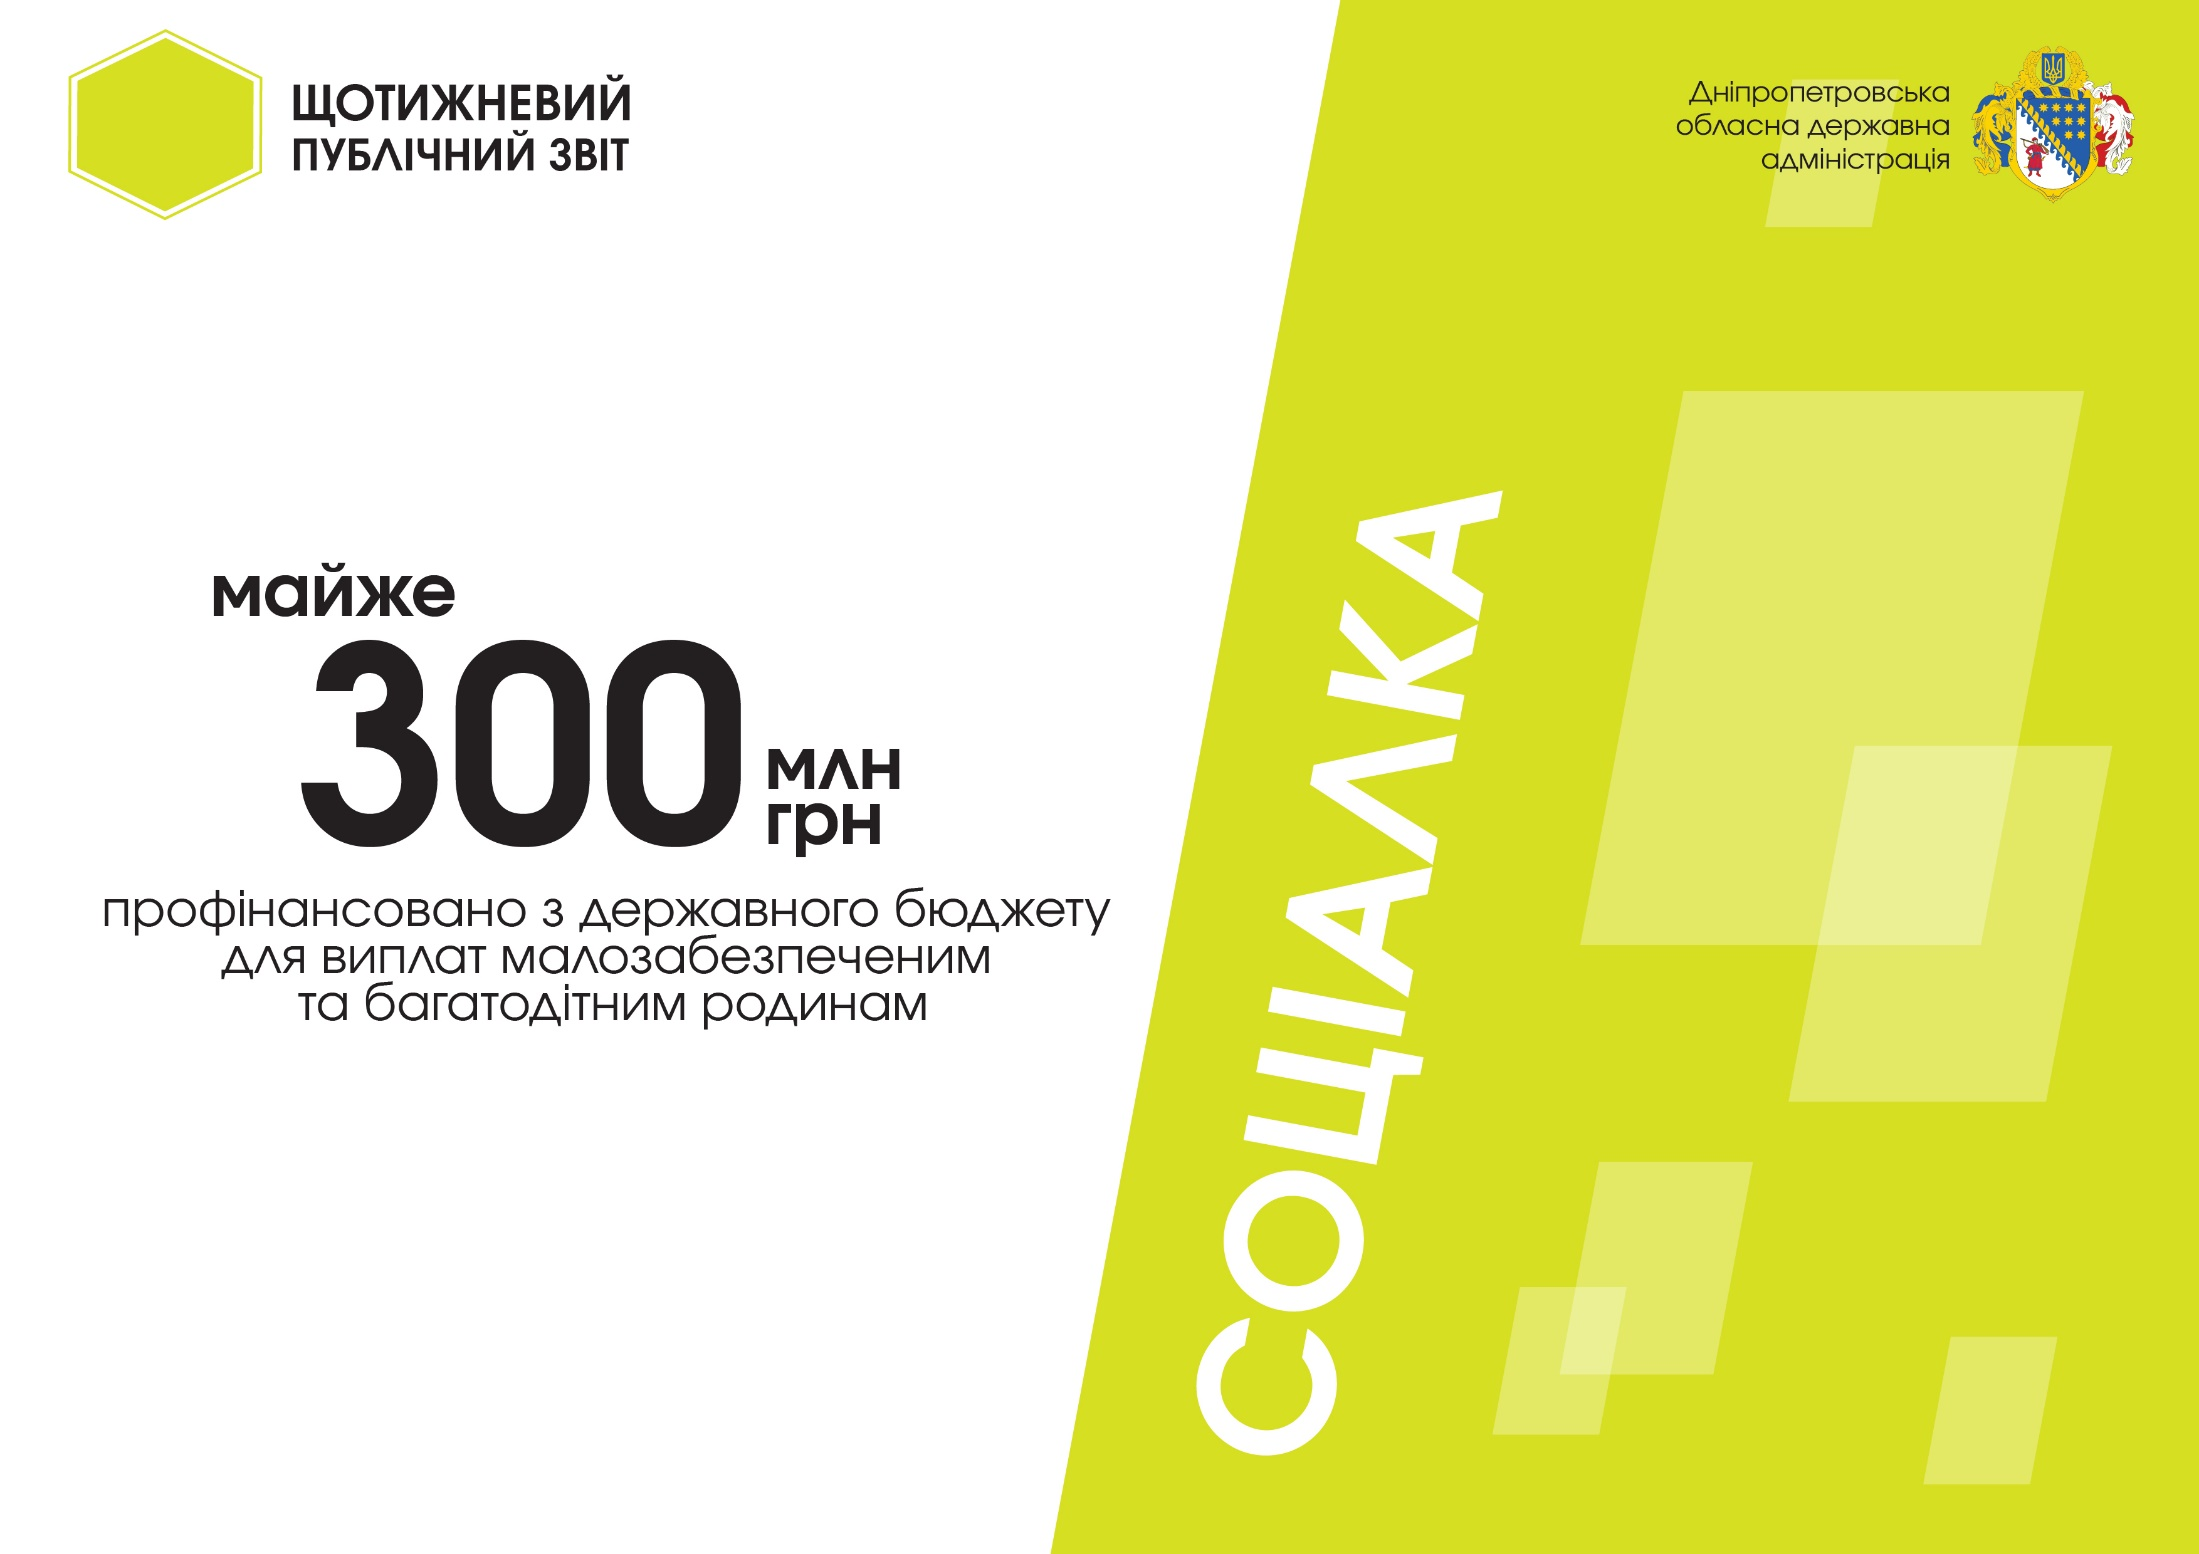 ЩОТИЖНЕВИЙ
ПУБЛІЧНИЙ ЗВІТ
Дніпропетровська
обласна державна
адміністрація
майже
300 млн
грн
профінансовано з державного бюджету
для виплат малозабезпеченим
та багатодітним родинам
СОЦІАЛКА